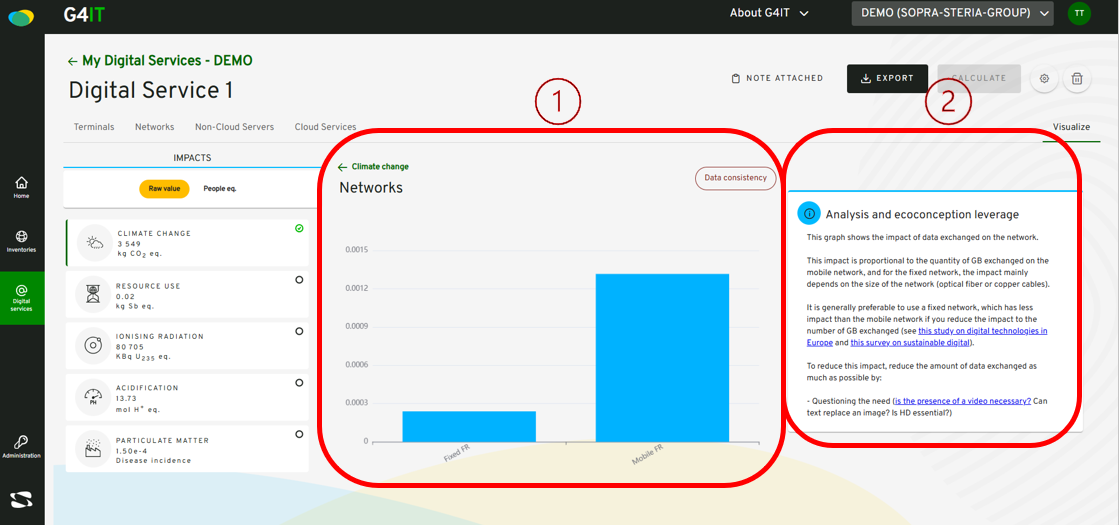 G4IT
About G4IT
DEMO (SOPRA-STERIA-GROUP)
TT
← My Digital Services - DEMO
Digital Service 1
NOTE ATTACHED
EXPORT
CALCULATE
1
2
Terminals
Networks
Non-Cloud Servers
Cloud Services
Visualize
Home
Inventories
Digital
services
Administration
IMPACTS
Raw value
People eq.
CLIMATE CHANGE
3 549
kg CO2 eq.
RESOURCE USE
0.02
kg Sb eq.
IONISING RADIATION
80 705
KBq U235 eq.
ACIDIFICATION
13.73
mol H+ eq.
PH
PARTICULATE MATTER
1.50e-4
Disease incidence
← Climate change
Networks
Data consistency
0.0015
0.0012
0.0009
0.0006
0.0003
0
Fixed FR
Mobile FR
Analysis and ecoconception leverage
This graph shows the impact of data exchanged on the network.
This impact is proportional to the quantity of GB exchanged on the
mobile network, and for the fixed network, the impact mainly
depends on the size of the network (optical fiber or copper cables).
It is generally preferable to use a fixed network, which has less
impact than the mobile network if you reduce the impact to the
number of GB exchanged (see this study on digital technologies in
Europe and this survey on sustainable digital).
To reduce this impact, reduce the amount of data exchanged as
much as possible by:
- Questioning the need (is the presence of a video necessary? Can
text replace an image? Is HD essential?)